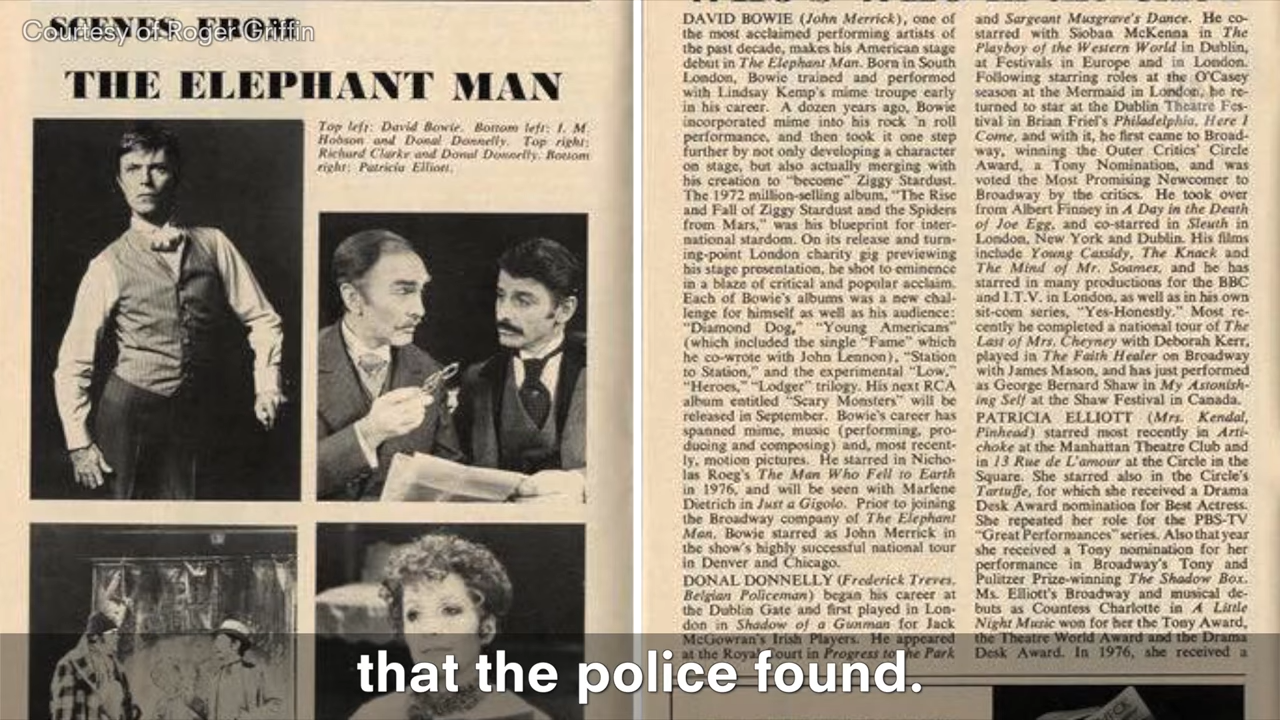 SCENES FROM
Courtesy of Roger Griffin
THE ELEPHANT MAN
Top left: David Bowie. Bottom left: I. M.
Hobson and Donal Donnelly. Top right:
Richard Clarke and Donal Donnelly. Bottom
right: Patricia Elliott.
DAVID BOWIE (John Merrick), one of
the most acclaimed performing artists of
the past decade, makes his American stage
debut in The Elephant Man. Born in South
London, Bowie trained and performed
with Lindsay Kemp's mime troupe early
in his career. A dozen years ago, Bowie
incorporated mime into his rock 'n roll
performance, and then took it one step
further by not only developing a character
on stage, but also actually merging with
his creation to "become" Ziggy Stardust.
The 1972 million-selling album, "The Rise
and Fall of Ziggy Stardust and the Spiders
from Mars," was his blueprint for inter-
national stardom. On its release and turn-
ing-point London charity gig previewing
his stage presentation, he shot to eminence
in a blaze of critical and popular acclaim.
Each of Bowie's albums was a new chal-
lenge for himself as well as his audience:
"Diamond Dog," "Young Americans"
(which included the single "Fame" which
he co-wrote with John Lennon), "Station
to Station," and the experimental "Low,"
"Heroes," "Lodger" trilogy. His next RCA
album entitled "Scary Monsters" will be
released in September. Bowie's career has
spanned mime, music (performing, pro-
ducing and composing) and, most recent-
ly, motion pictures. He starred in Nicho-
las Roeg's The Man Who Fell to Earth
in 1976, and will be seen with Marlene
Dietrich in Just a Gigolo. Prior to joining
the Broadway company of The Elephant
Man, Bowie starred as John Merrick in
the show's highly successful national tour
in Denver and Chicago.
DONAL DONNELLY (Frederick Treves,
Belgian Policeman) began his career at
the Dublin Gate and first played in Lon-
don in Shadow of a Gunman for Jack
McGowran's Irish Players. He appeared
at the Royal Court in Progress to the Park
and Sargeant Musgrave's Dance. He co-
starred with Sioban McKenna in The
Playboy of the Western World in Dublin,
at Festivals in Europe and in London.
Following starring roles at the O'Casey
season at the Mermaid in London, he re-
turned to star at the Dublin Theatre Fes-
tival in Brian Friel's Philadelphia, Here I
Come, and with it, he first came to Broad-
way, winning the Outer Critics' Circle
Award, a Tony Nomination, and was
voted the Most Promising Newcomer to
Broadway by the critics. He took over
from Albert Finney in A Day in the Death
of Joe Egg, and co-starred in Sleuth in
London, New York and Dublin. His films
include Young Cassidy, The Knack and
The Mind of Mr. Soames, and he has
starred in many productions for the BBC
and I.T.V. in London, as well as in his own
sit-com series, "Yes-Honestly." Most re-
cently he completed a national tour of The
Last of Mrs. Cheyney with Deborah Kerr,
played in The Faith Healer on Broadway
with James Mason, and has just performed
as George Bernard Shaw in My Astonish-
ing Self at the Shaw Festival in Canada.
PATRICIA ELLIOTT (Mrs. Kendal,
Pinhead) starred most recently in Arti-
choke at the Manhattan Theatre Club and
in 13 Rue de L'amour at the Circle in the
Square. She starred also in the Circle's
Tartuffe, for which she received a Drama
Desk Award nomination for Best Actress.
She repeated her role for the PBS-TV
"Great Performances" series. Also that year
she received a Tony nomination for her
performance in Broadway's Tony and
Pulitzer Prize-winning The Shadow Box.
Ms. Elliott's Broadway and musical de-
buts as Countess Charlotte in A Little
Night Music won for her the Tony Award,
the Theatre World Award and the Drama
Desk Award. In 1976, she received a
that the police found.